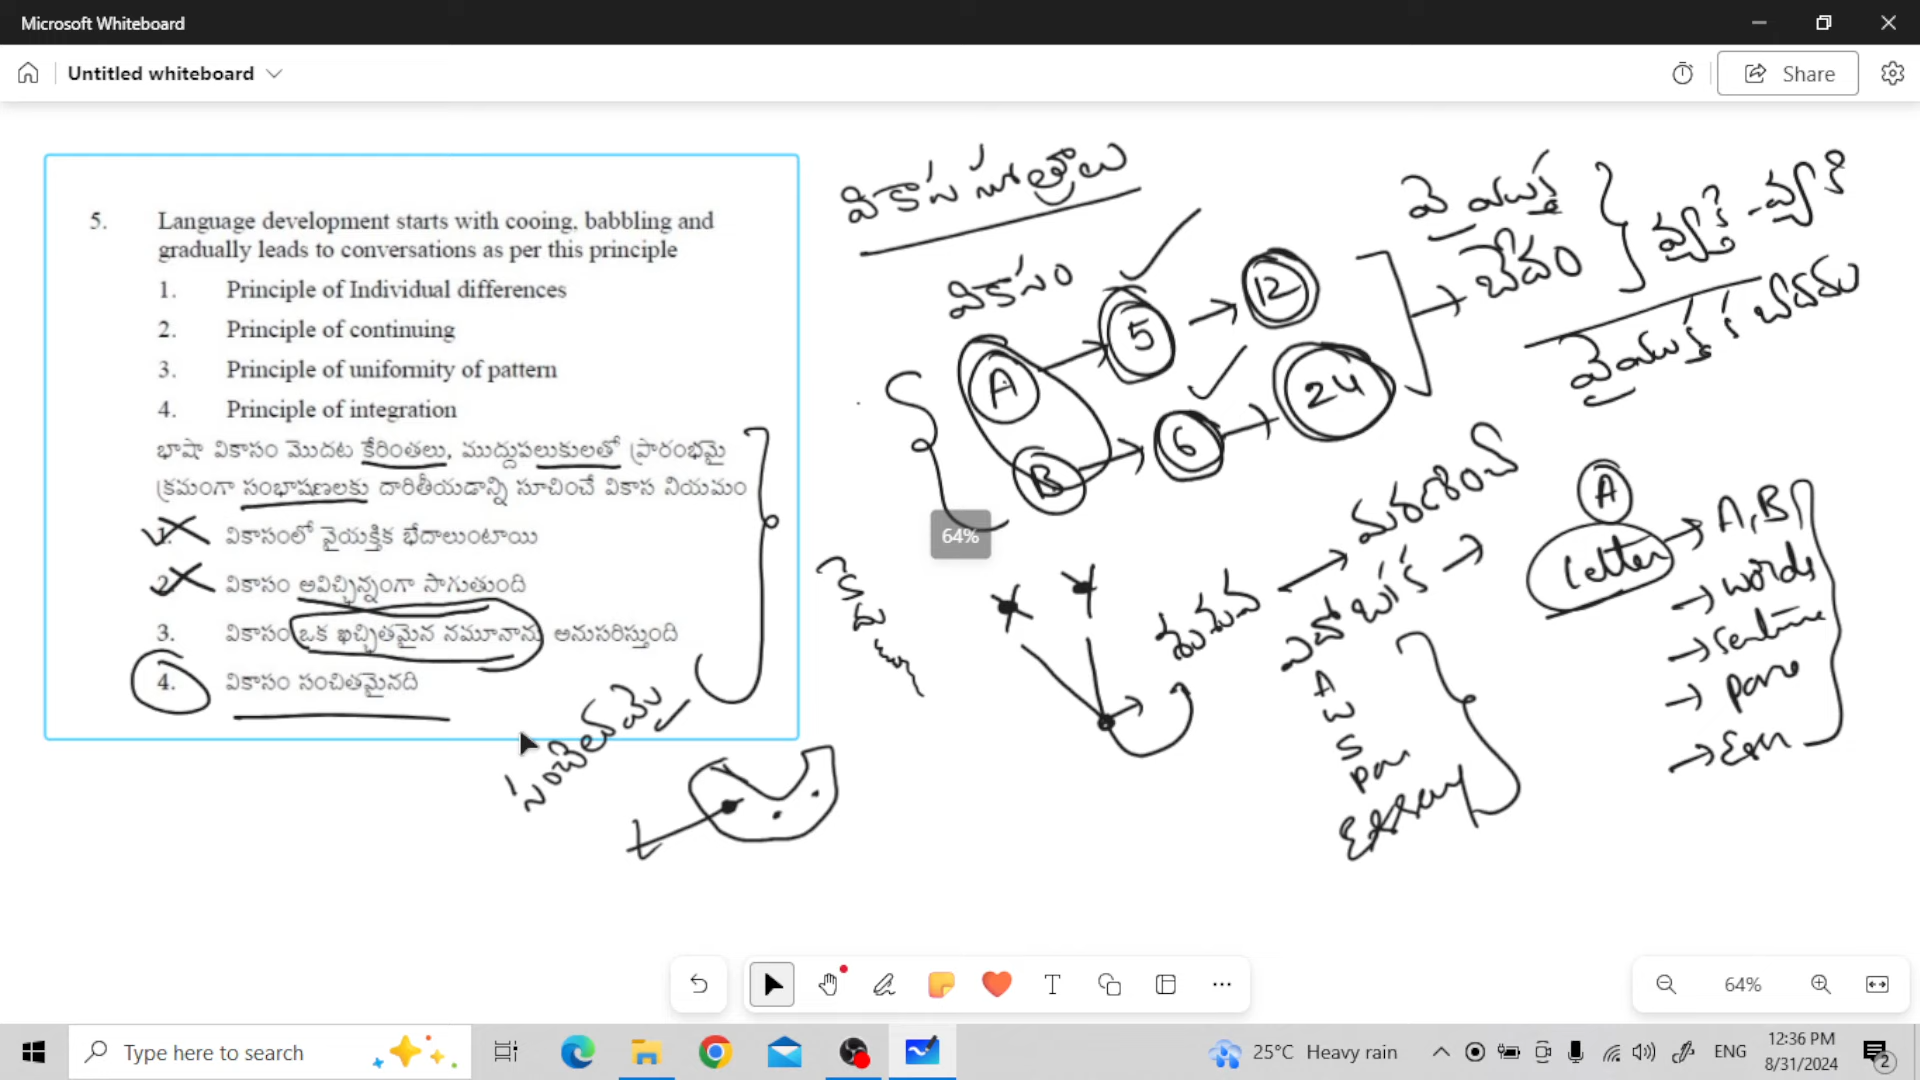 Microsoft Whiteboard
Untitled whiteboard
Share
5. Language development starts with cooing, babbling and
gradually leads to conversations as per this principle
1. Principle of Individual differences
2. Principle of continuing
3. Principle of uniformity of pattern
4. Principle of integration
భాషా వికాసం మొదట కేరింతలు, ముద్దుపలుకులతో ప్రారంభమై
క్రమంగా సంభాషణలకు దారితీయడాన్ని సూచించే వికాస నియమం
1. వికాసంలో వైయక్తిక భేదాలుంటాయి
2. వికాసం అవిచ్ఛిన్నంగా సాగుతుంది
3. వికాసం ఒక ఖచ్చితమైన నమూనాను అనుసరిస్తుంది
4. వికాసం సంచితమైనది
వికాస సూత్రాలు
వికాసం
A 5 12
B 6 24
64%
A
letter A, B
words
A
W
S
Para
Essay
64%
Type here to search
25°C Heavy rain
ENG
12:36 PM
8/31/2024
2